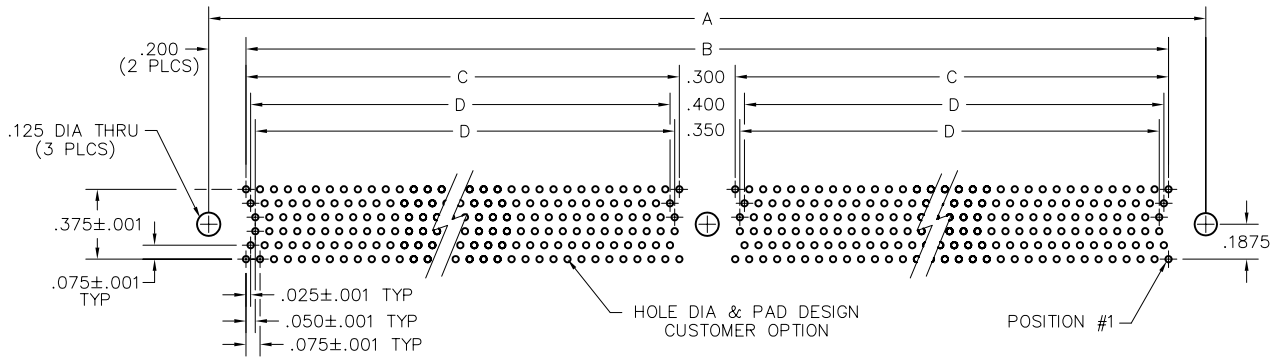 A
.200
(2 PLCS)
B
C
.300
C
D
.400
D
.125 DIA THRU
(3 PLCS)
D
.350
D
.375±.001
.1875
.075±.001
TYP
.025±.001 TYP
.050±.001 TYP
.075±.001 TYP
HOLE DIA & PAD DESIGN
CUSTOMER OPTION
POSITION #1